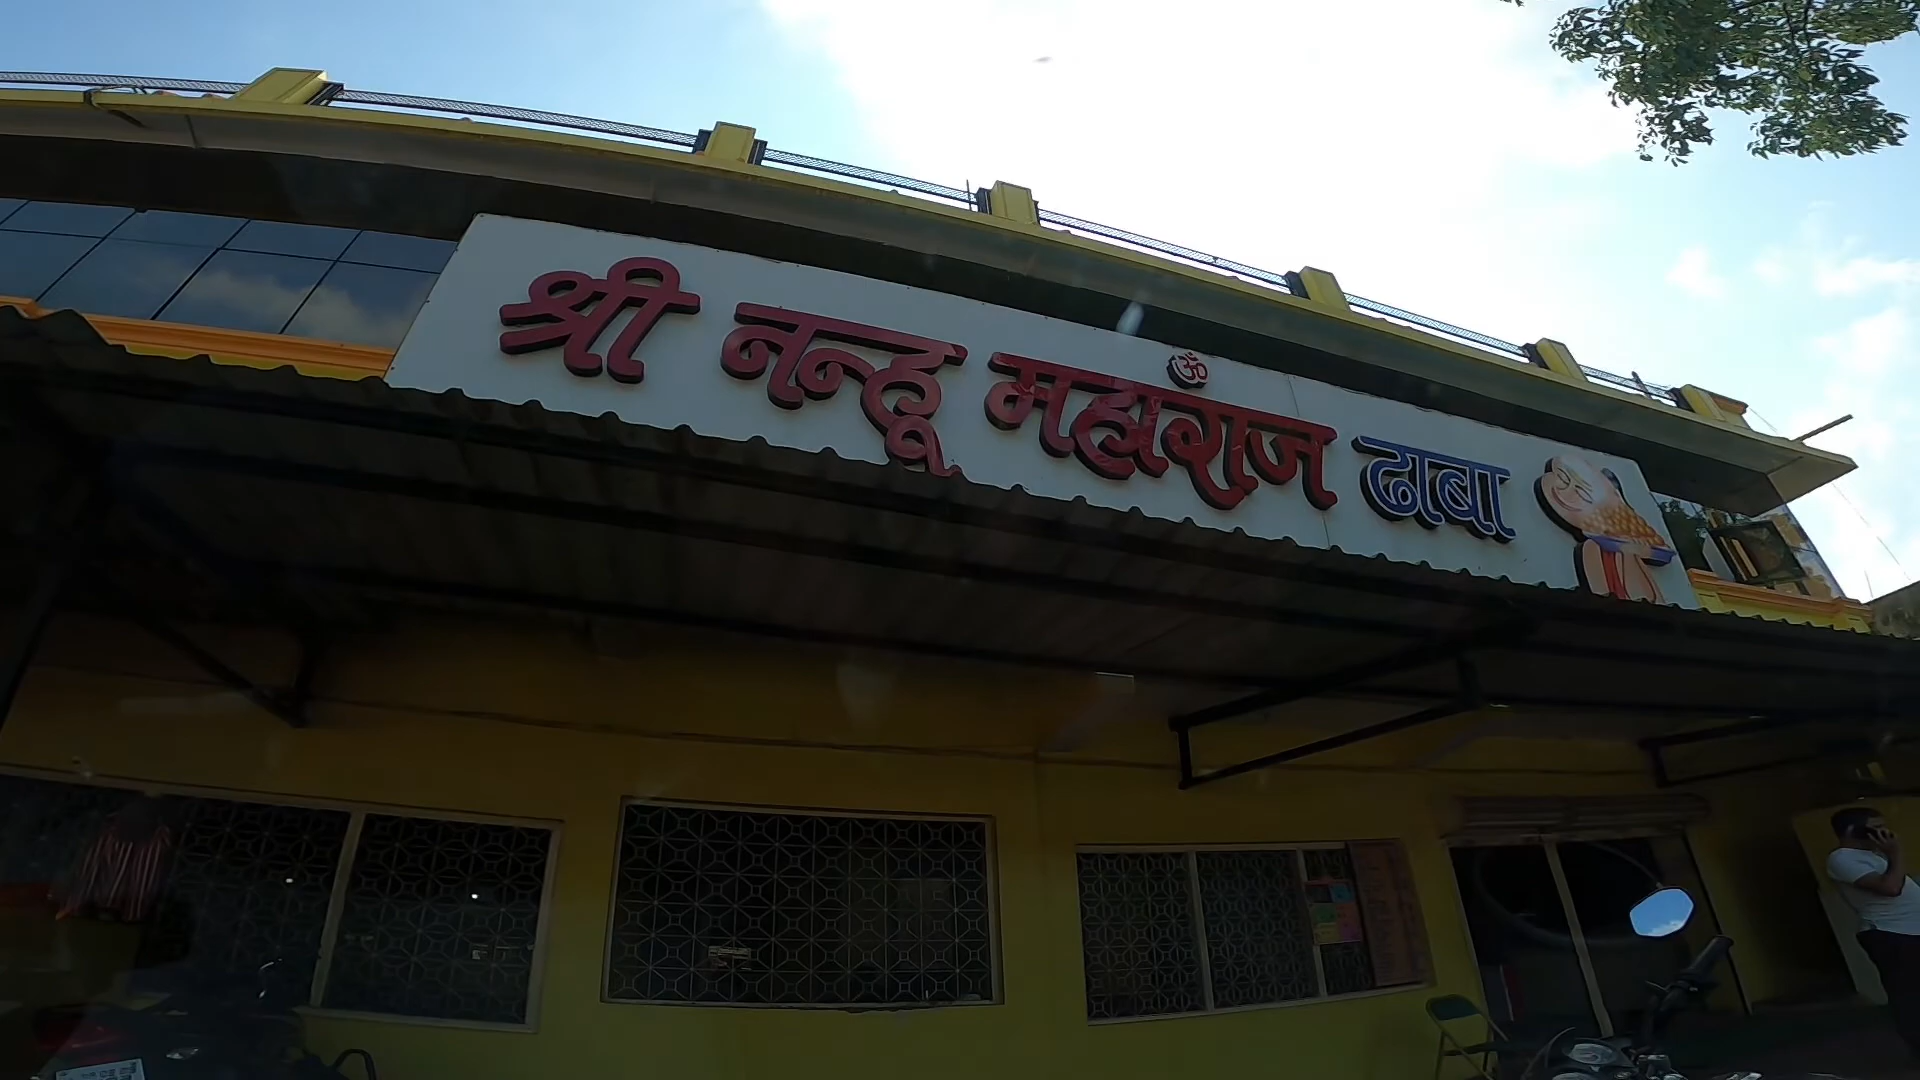 श्री नन्हू महाराज ढाबा
ॐ